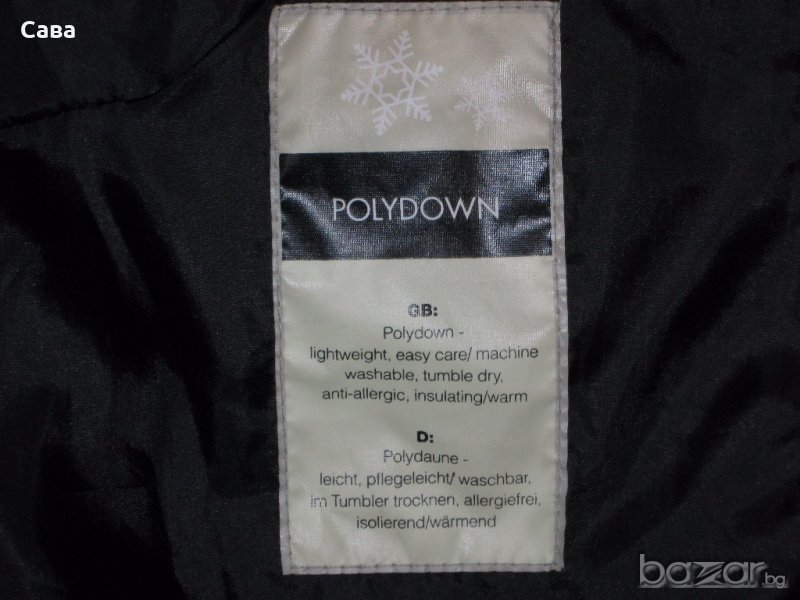 Сава
POLYDOWN
GB:
Polydown -
lightweight, easy care/ machine
washable, tumble dry,
anti-allergic, insulating/warm
D:
Polydaune -
leicht, pflegeleicht/ waschbar,
im Tumbler trocknen, allergiefrei,
isolierend/wärmend
bazar.bg